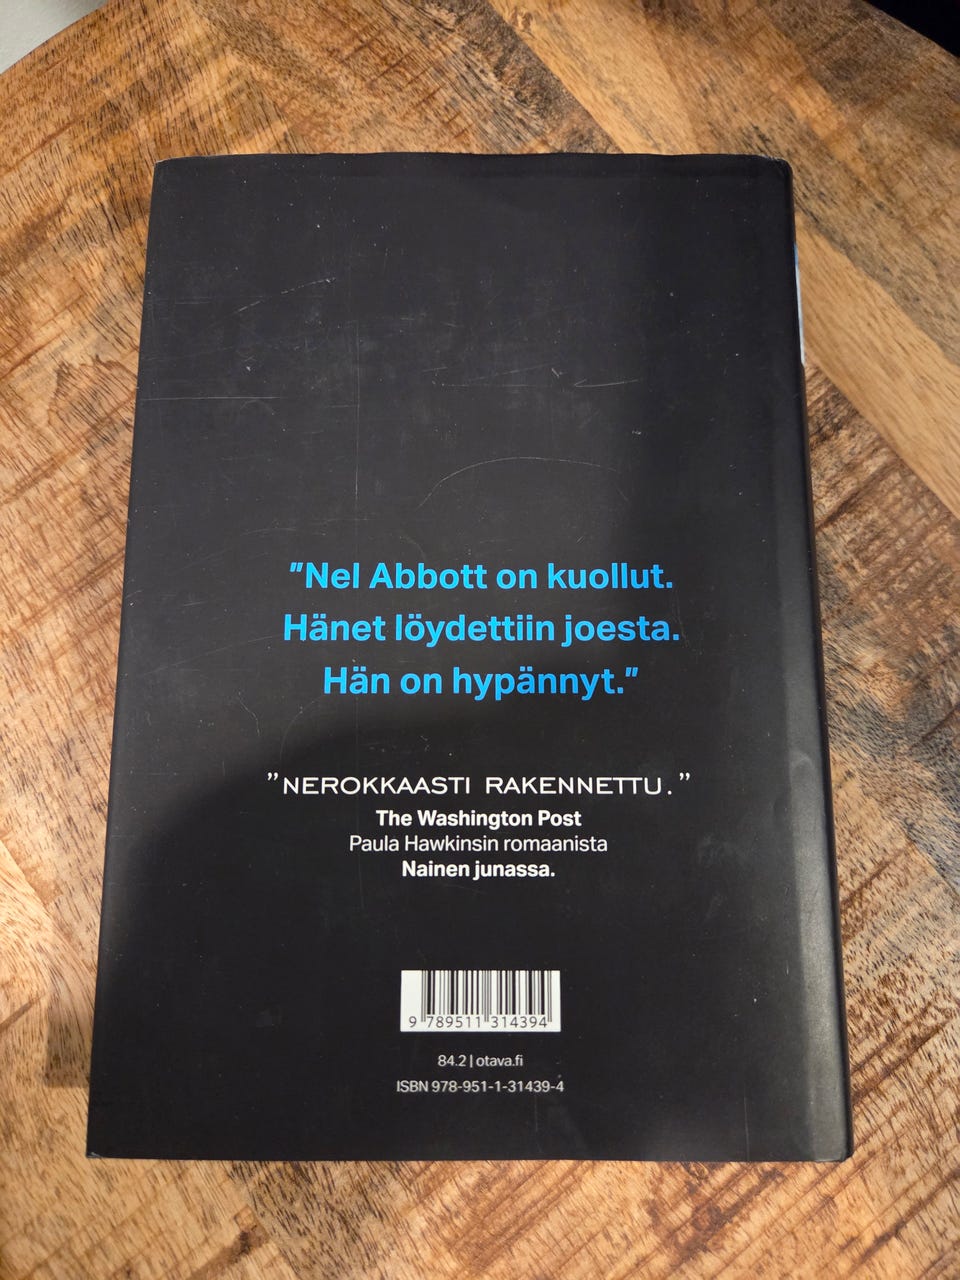 "Nel Abbott on kuollut.
Hänet löydettiin joesta.
Hän on hypännyt."
"NEROKKAASTI RAKENNETTU."
The Washington Post
Paula Hawkinsin romaanista
Nainen junassa.
9 789511 314394
84.2 | otava.fi
ISBN 978-951-1-31439-4